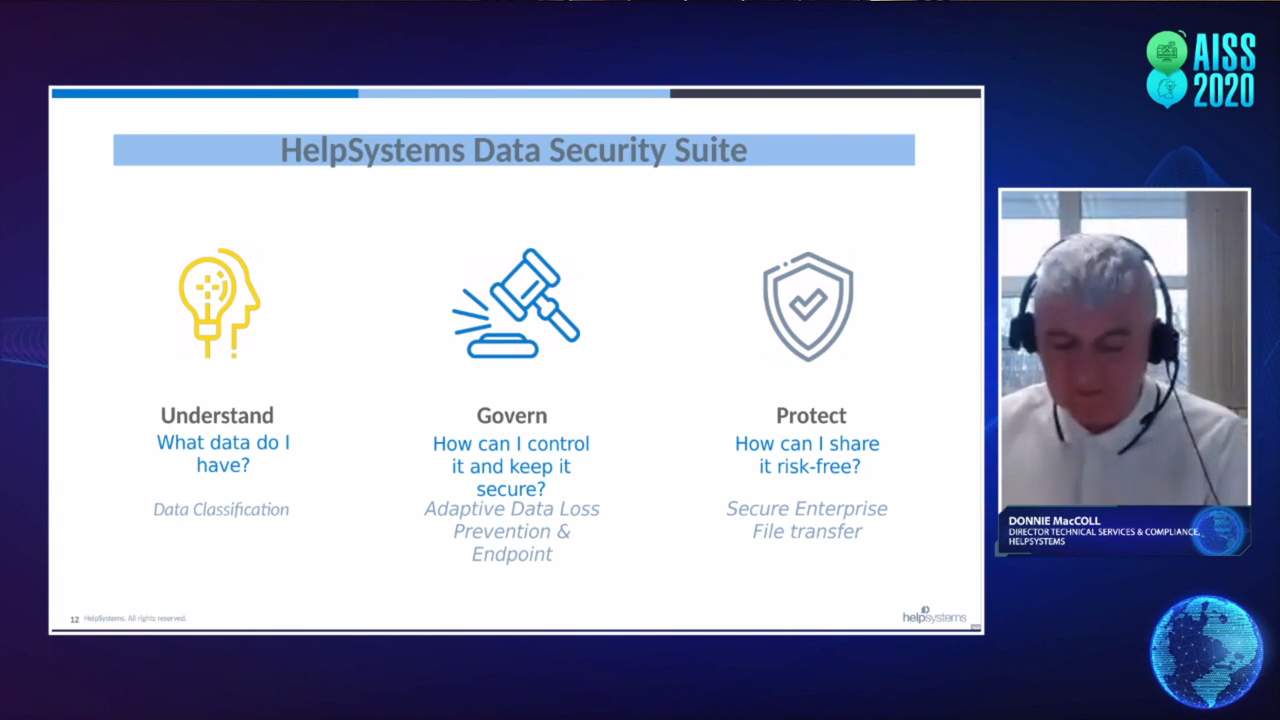 AISS
2020
HelpSystems Data Security Suite
Understand
What data do I
have?
Data Classification
Govern
How can I control
it and keep it
secure?
Adaptive Data Loss
Prevention &
Endpoint
Protect
How can I share
it risk-free?
Secure Enterprise
File transfer
12 HelpSystems. All rights reserved.
helpsystems
DONNIE MacCOLL
DIRECTOR TECHNICAL SERVICES & COMPLIANCE,
HELPSYSTEMS